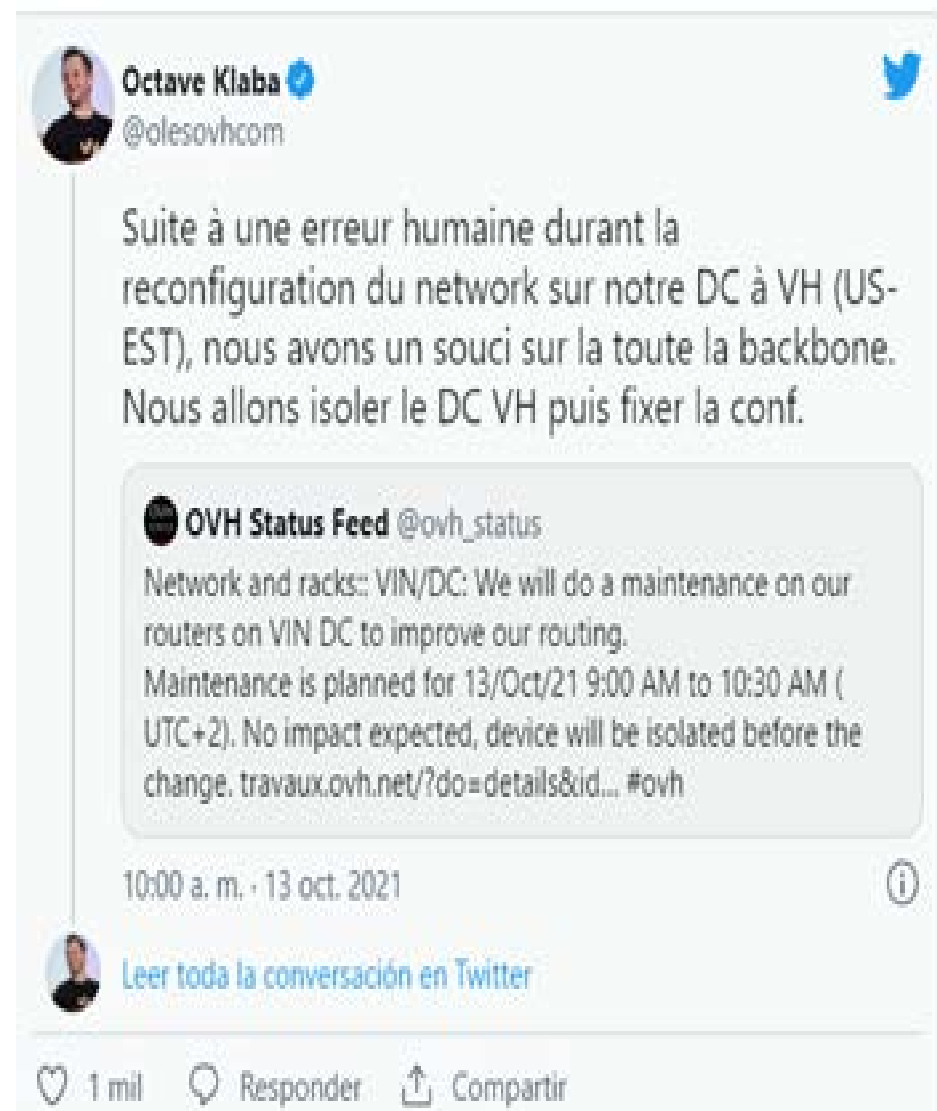 Octave Klaba
@olesovhcom
Suite à une erreur humaine durant la
reconfiguration du network sur notre DC à VH (US-
EST), nous avons un souci sur la toute la backbone.
Nous allons isoler le DC VH puis fixer la conf.
OVH Status Feed @ovh_status
Network and racks:: VIN/DC: We will do a maintenance on our
routers on VIN DC to improve our routing.
Maintenance is planned for 13/Oct/21 9:00 AM to 10:30 AM (
UTC+2). No impact expected, device will be isolated before the
change. travaux.ovh.net/?do=details&id... #ovh
10:00 a. m. · 13 oct. 2021
Leer toda la conversación en Twitter
1 mil Responder Compartir